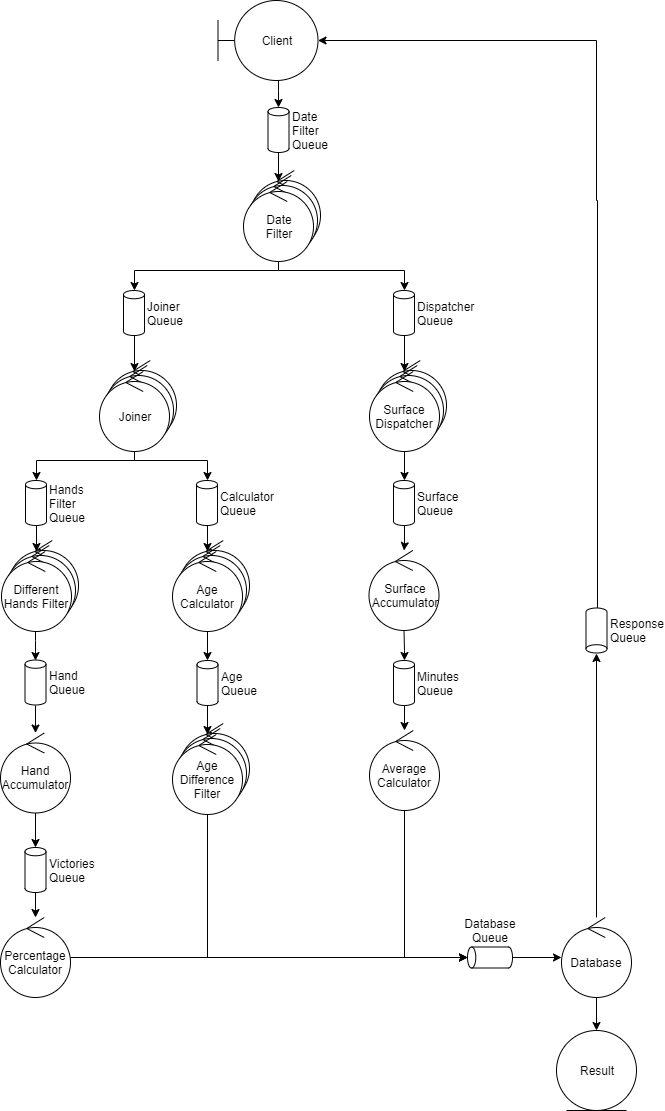 Client
Date
Filter
Queue
Date
Filter
Joiner
Queue
Dispatcher
Queue
Joiner
Surface
Dispatcher
Hands
Filter
Queue
Calculator
Queue
Surface
Queue
Different
Hands Filter
Age
Calculator
Surface
Accumulator
Response
Queue
Hand
Queue
Age
Queue
Minutes
Queue
Hand
Accumulator
Age
Difference
Filter
Average
Calculator
Victories
Queue
Database
Queue
Percentage
Calculator
Database
Result